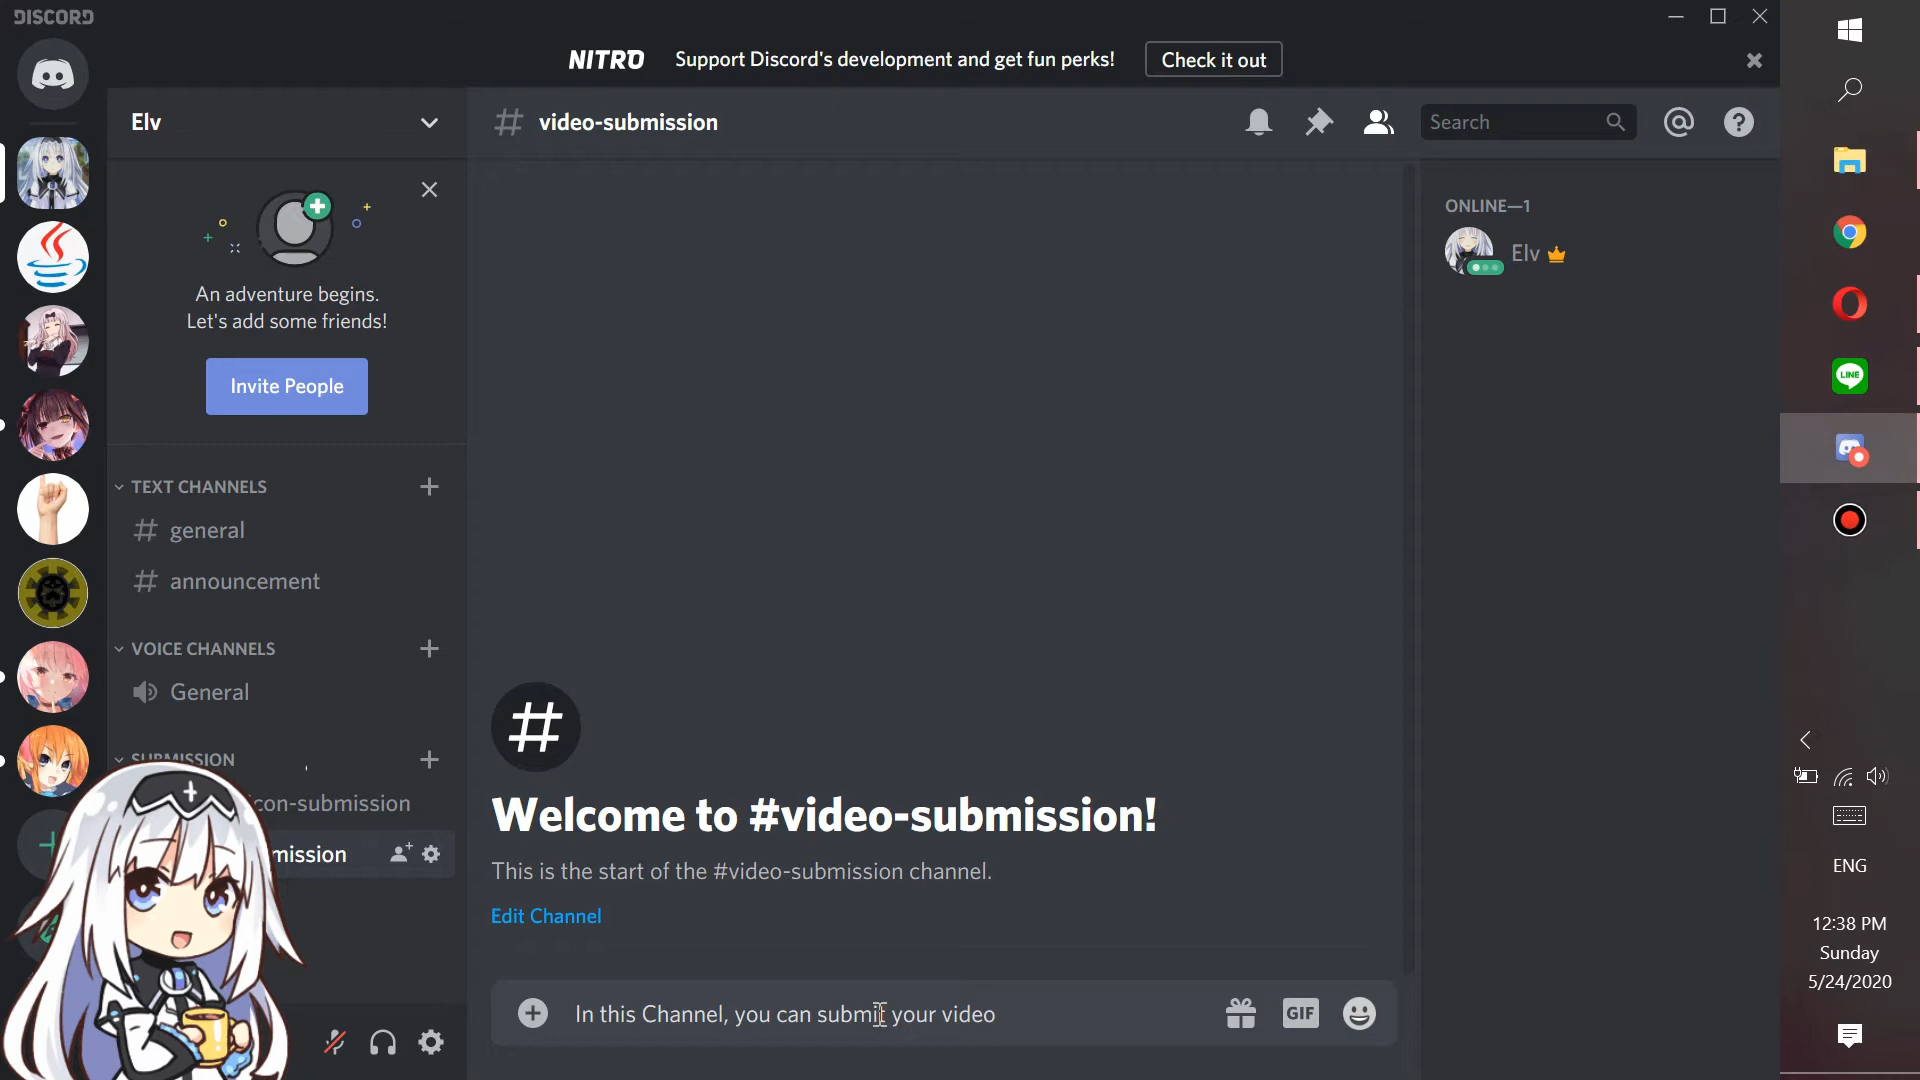 DISCORD
NITRO Support Discord's development and get fun perks! Check it out
Elv
An adventure begins.
Let's add some friends!
Invite People
TEXT CHANNELS
general
announcement
VOICE CHANNELS
General
SUBMISSION
con-submission
mission
# video-submission
Search
Welcome to #video-submission!
This is the start of the #video-submission channel.
Edit Channel
In this Channel, you can submit your video
GIF
ONLINE—1
Elv
LINE
ENG
12:38 PM
Sunday
5/24/2020